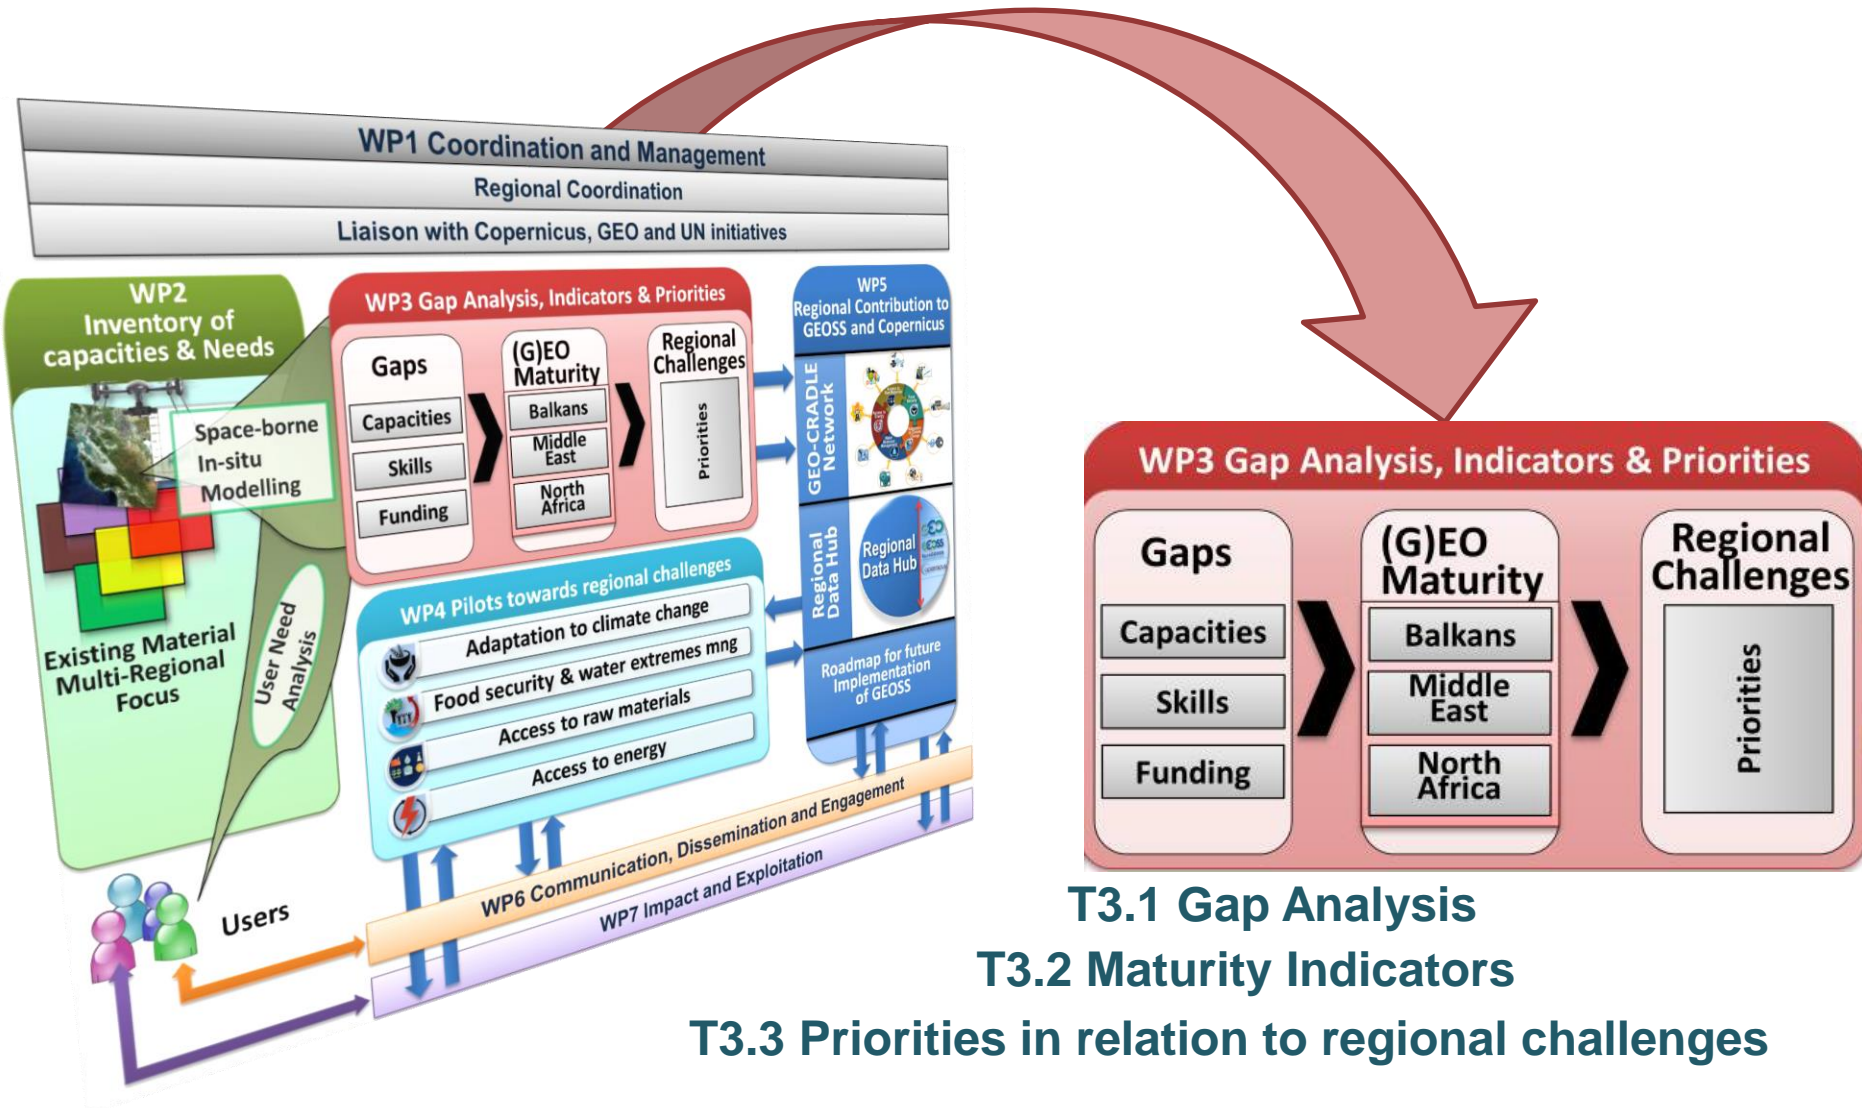 WP1 Coordination and Management
Regional Coordination
Liaison with Copernicus, GEO and UN initiatives
WP2
Inventory of
capacities & Needs
Space-borne
In-situ
Modelling
Existing Material
Multi-Regional
Focus
User Need
Analysis
Users
WP3 Gap Analysis, Indicators & Priorities
Gaps
Capacities
Skills
Funding
(G)EO
Maturity
Balkans
Middle
East
North
Africa
Regional
Challenges
Priorities
WP4 Pilots towards regional challenges
Adaptation to climate change
Food security & water extremes mng
Access to raw materials
Access to energy
WP5
Regional Contribution to
GEOSS and Copernicus
GEO-CRADLE
Network
Regional
Data Hub
Regional
Data Hub
Roadmap for future
Implementation
of GEOSS
WP6 Communication, Dissemination and Engagement
WP7 Impact and Exploitation
WP3 Gap Analysis, Indicators & Priorities
Gaps
Capacities
Skills
Funding
(G)EO
Maturity
Balkans
Middle
East
North
Africa
Regional
Challenges
Priorities
T3.1 Gap Analysis
T3.2 Maturity Indicators
T3.3 Priorities in relation to regional challenges